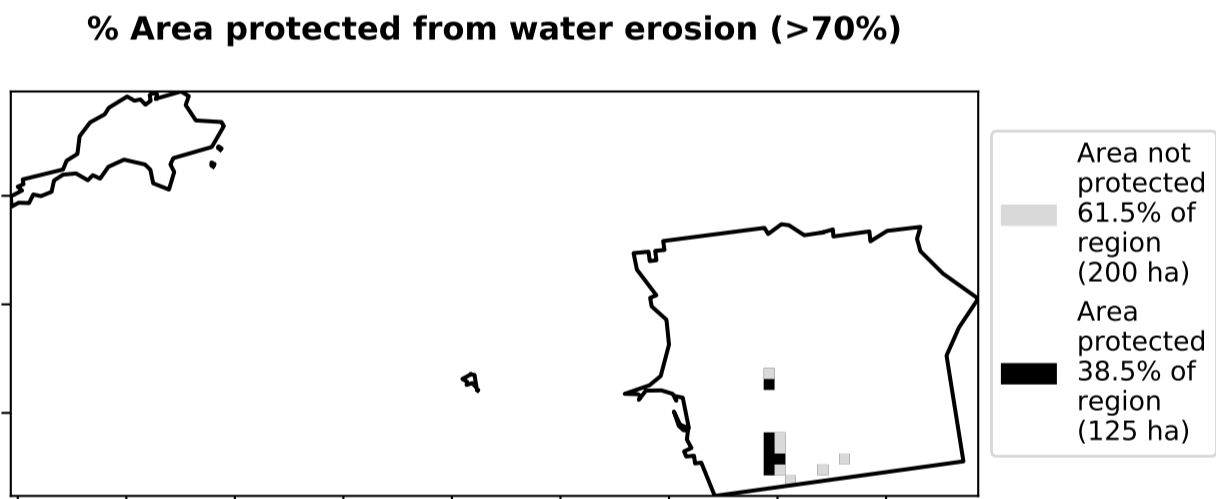 % Area protected from water erosion (>70%)
Area not
protected
61.5% of
region
(200 ha)
Area
protected
38.5% of
region
(125 ha)